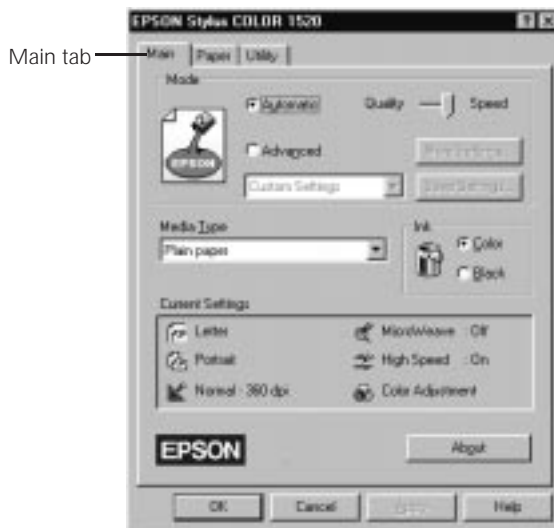 EPSON Stylus COLOR 1520
Main tab
Main Paper Utility
Mode
Automatic Quality Speed
EPSON
Advanced
Custom Settings Save Settings...
Media Type
Plain paper
Ink
Color
Black
Current Settings
Letter MicroWeave : Off
Portrait High Speed : On
Normal - 360 dpi Color Adjustment
EPSON About
OK Cancel Apply Help